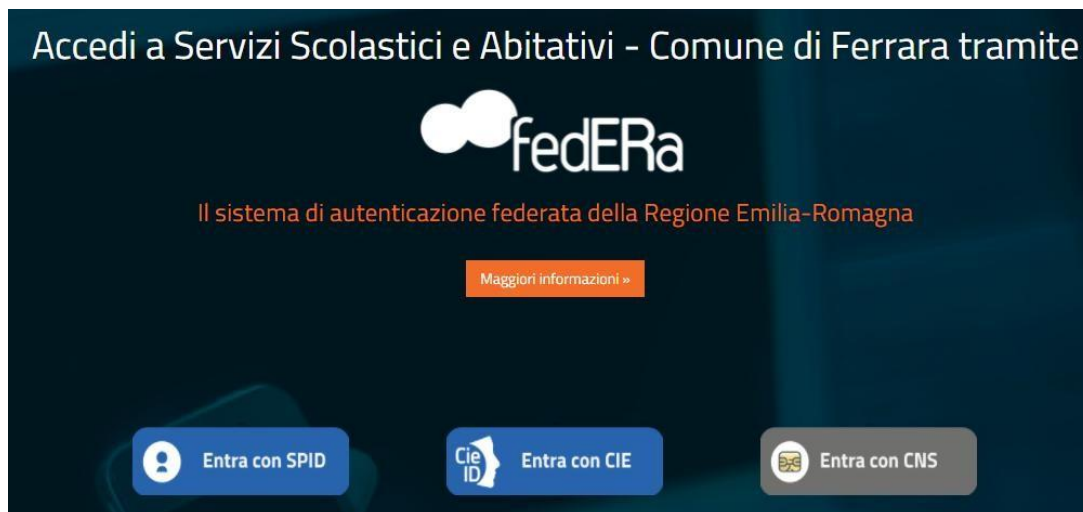 Accedi a Servizi Scolastici e Abitativi - Comune di Ferrara tramite
fedERa
Il sistema di autenticazione federata della Regione Emilia-Romagna
Maggiori informazioni »
Entra con SPID
Cie
ID
Entra con CIE
Entra con CNS